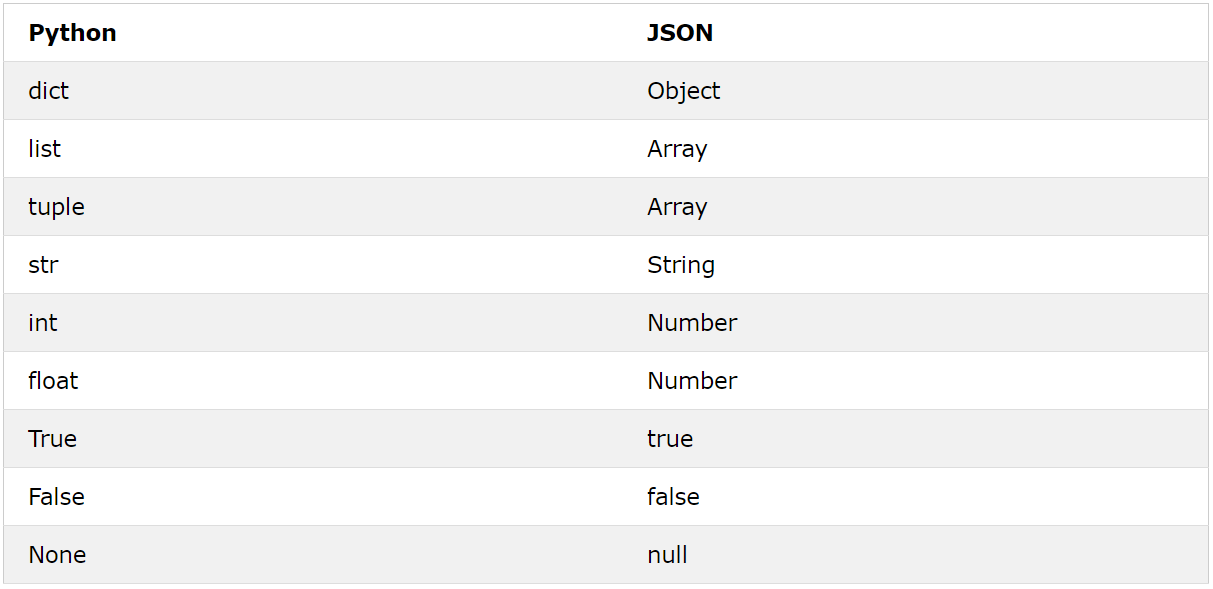 Python JSON
dict Object
list Array
tuple Array
str String
int Number
float Number
True true
False false
None null